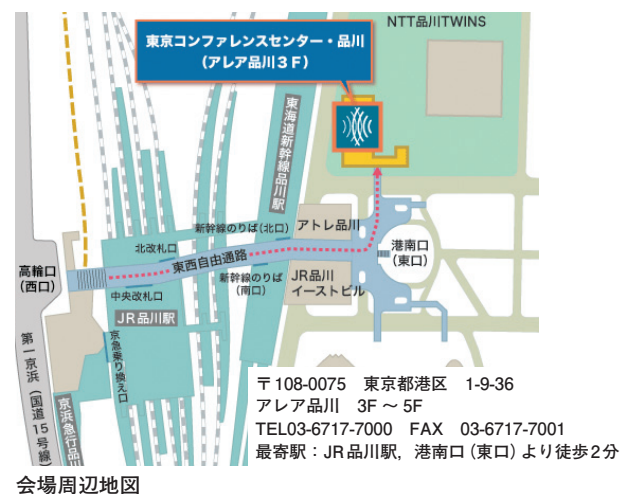 NTT品川TWINS
東京コンファレンスセンター・品川
（アレア品川3F）
東海道新幹線品川駅
新幹線のりば（北口）
アトレ品川
北改札口
東西自由通路
港南口
（東口）
高輪口
（西口）
新幹線のりば
（南口）
JR品川
イーストビル
中央改札口
JR品川駅
京急乗り換え口
第一京浜（国道15号線）
京浜急行品川
〒108-0075　東京都港区　1-9-36
アレア品川　3F～5F
TEL03-6717-7000　FAX　03-6717-7001
最寄駅：JR品川駅，港南口（東口）より徒歩2分
会場周辺地図